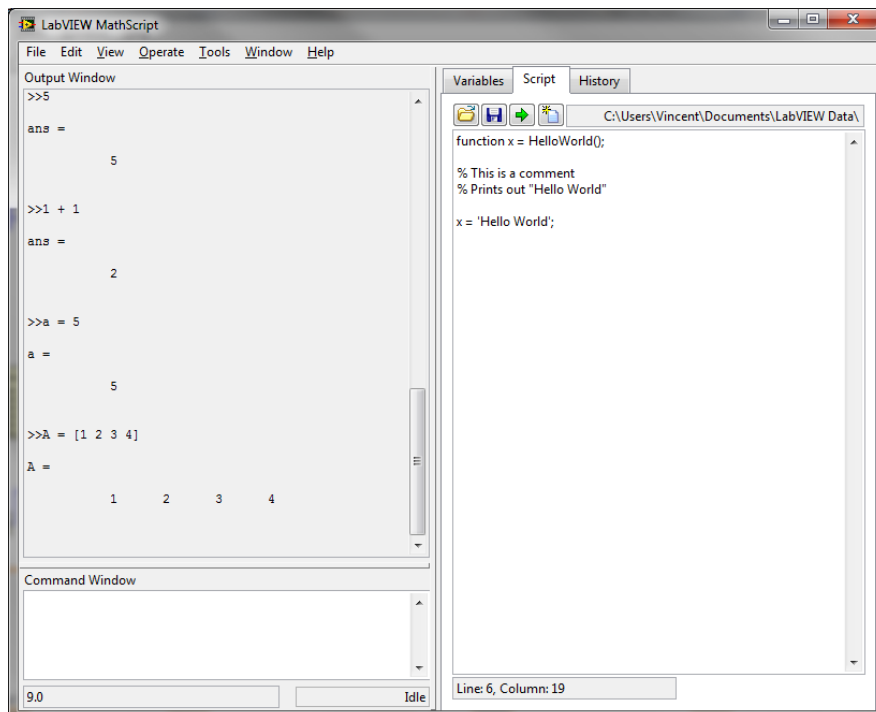 LabVIEW MathScript
File Edit View Operate Tools Window Help
Output Window
>>5
ans =
5
>>1 + 1
ans =
2
>>a = 5
a =
5
>>A = [1 2 3 4]
A =
1 2 3 4
Command Window
9.0 Idle
Variables Script History
C:\Users\Vincent\Documents\LabVIEW Data\
function x = HelloWorld();
% This is a comment
% Prints out "Hello World"
x = 'Hello World';
Line: 6, Column: 19